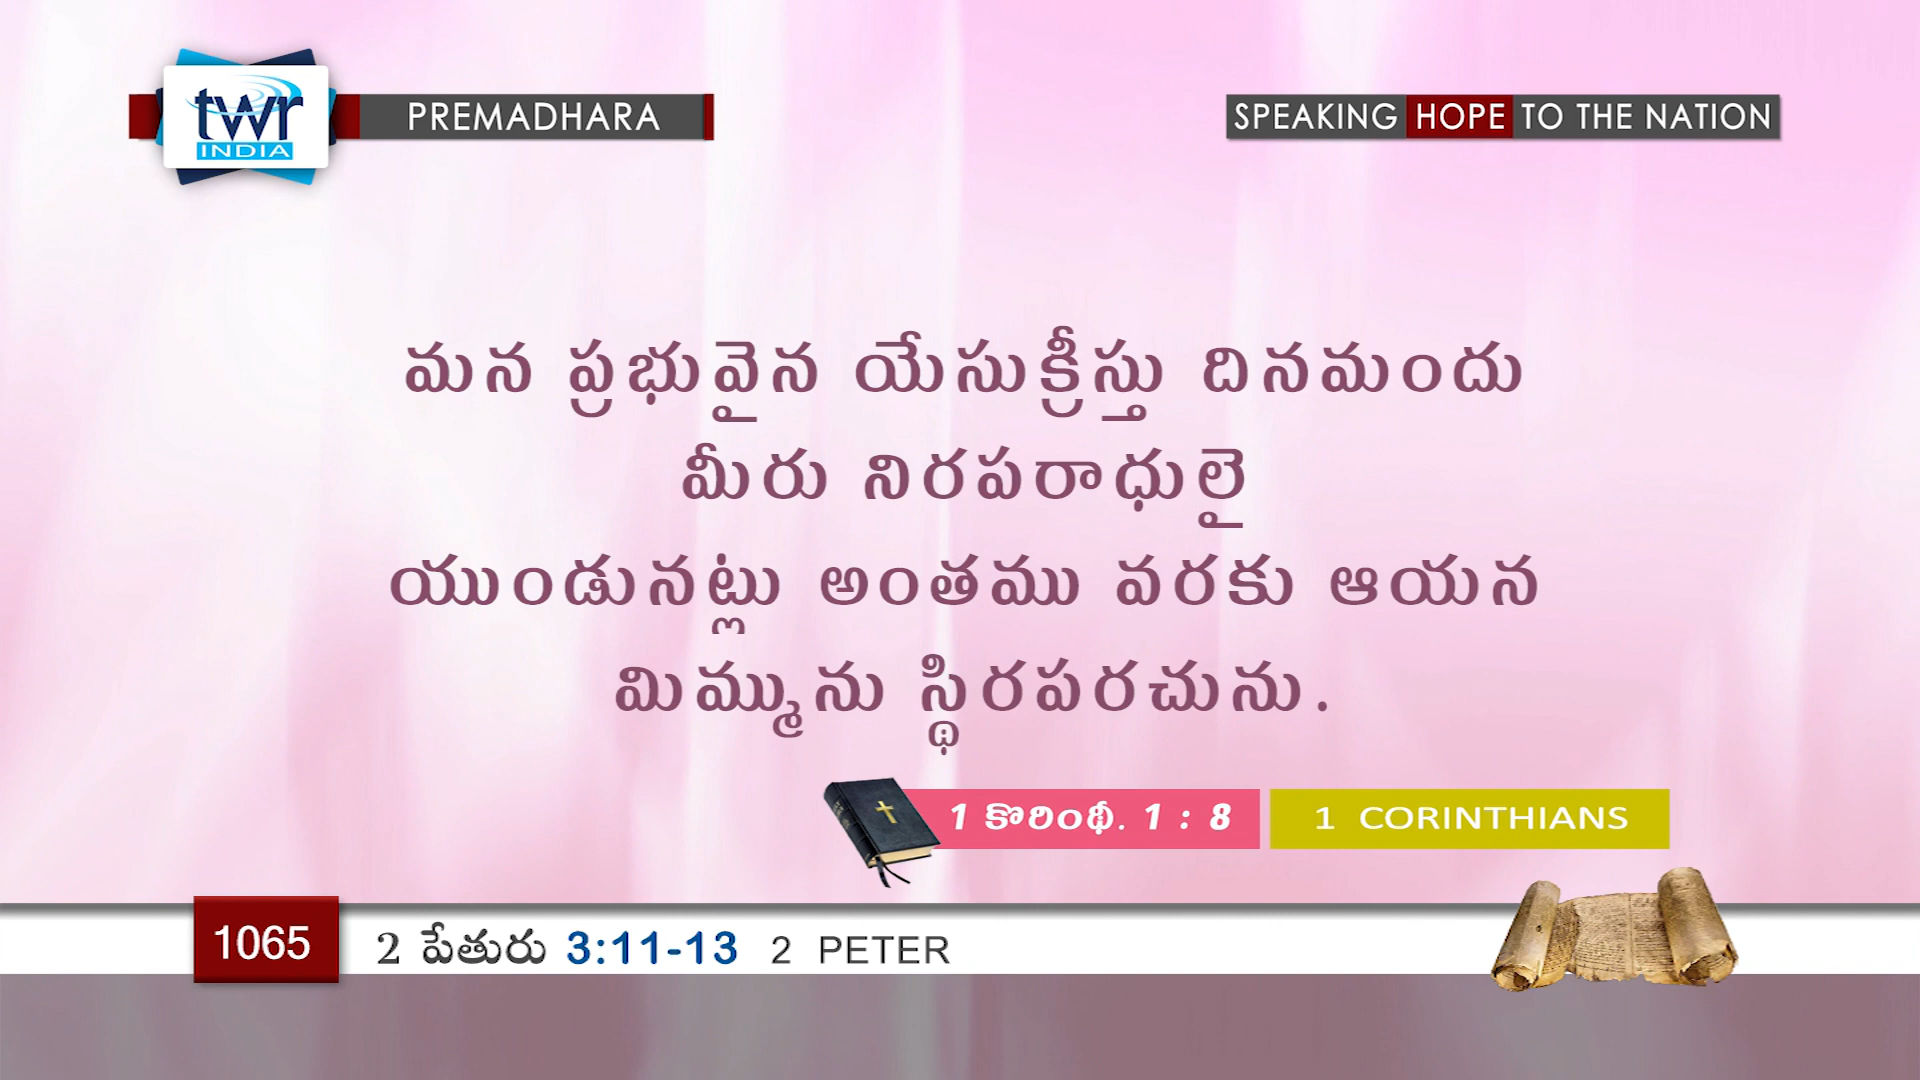 twr
INDIA
PREMADHARA
SPEAKING HOPE TO THE NATION
మన ప్రభువైన యేసుక్రీస్తు దినమందు
మీరు నిరపరాధులై
యుండునట్లు అంతము వరకు ఆయన
మిమ్మును స్థిరపరచును.
1 కొరింథీ. 1 : 8
1 CORINTHIANS
1065
2 పేతురు 3:11-13 2 PETER